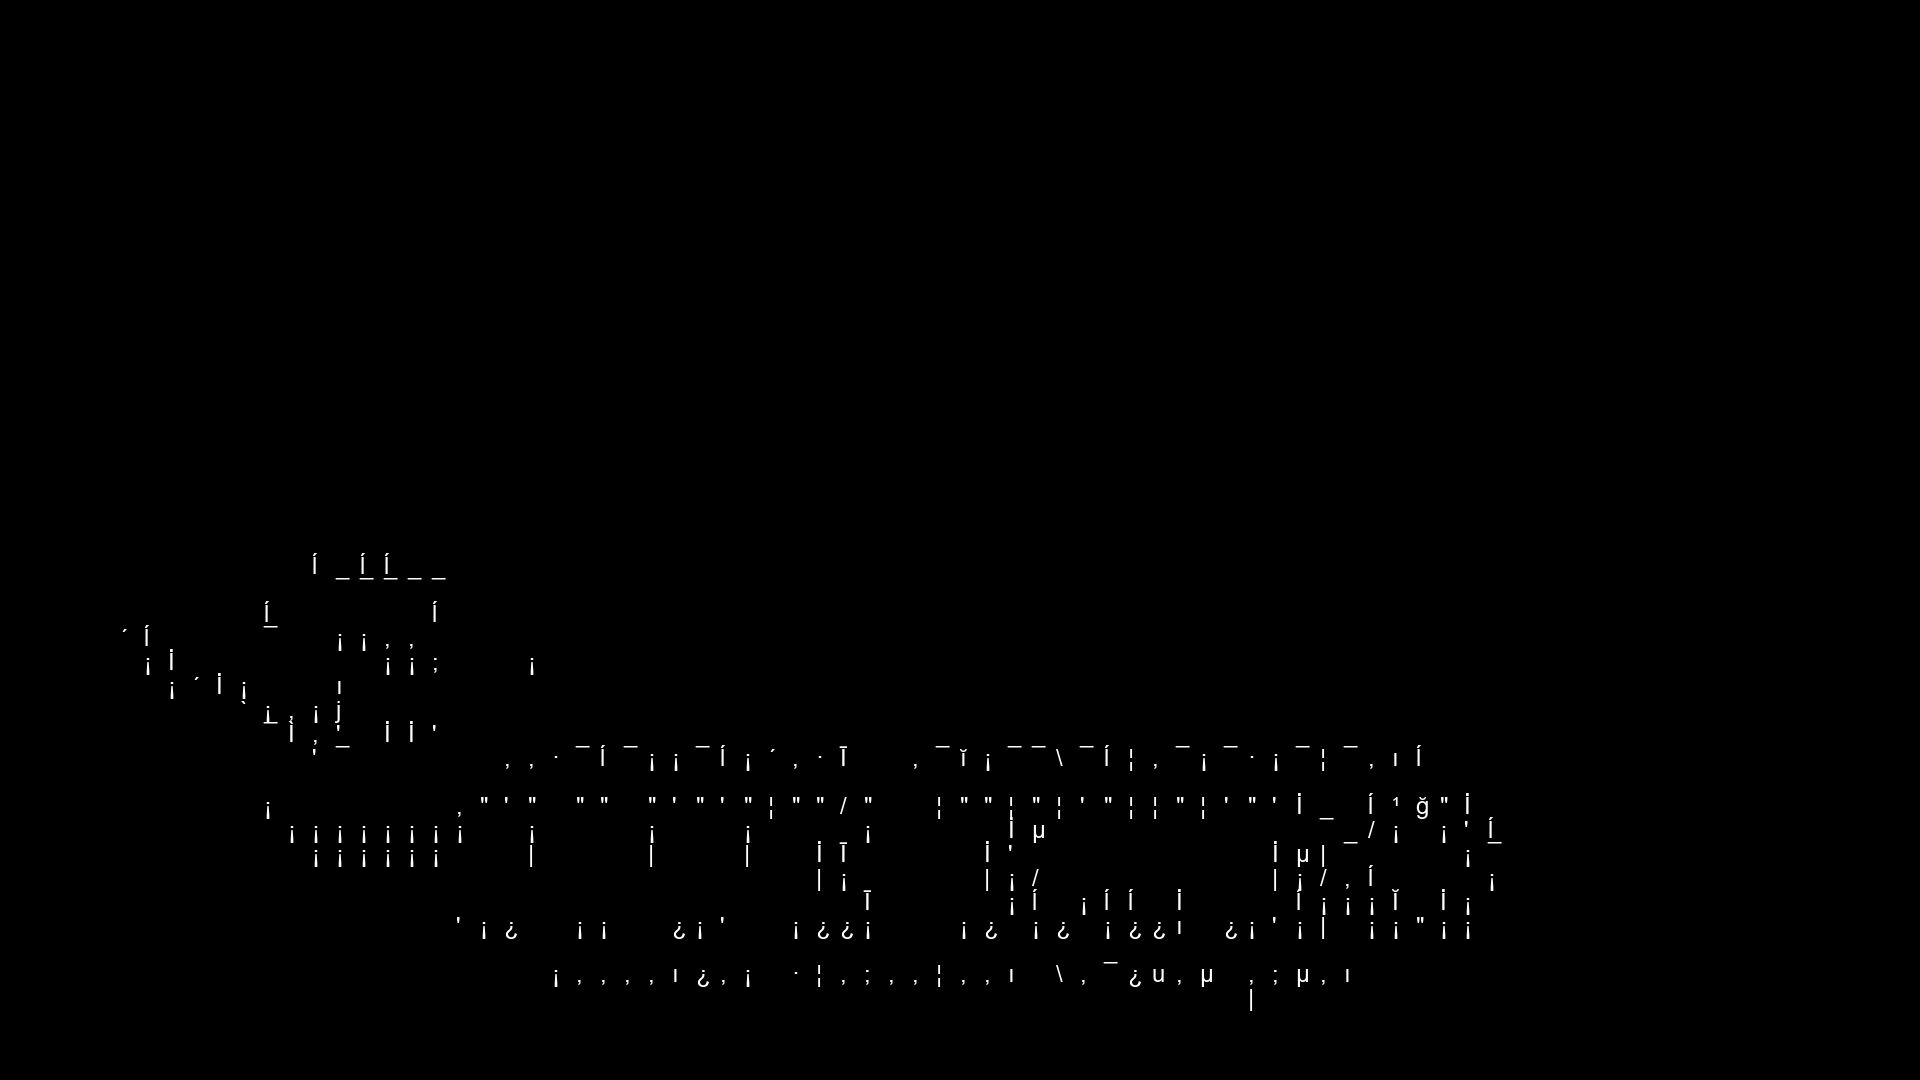 Í _ Í Í _ _
Í Í
´ Í ¡ ¡ , ,
¡ İ ¡ ¡ ; ¡
¡ ´ İ ¡ ı
` ¡ , ¡ j
İ , ' İ İ '
' , , · ¯ Í ¯ ¡ ¡ ¯ Í ¡ ´ , · Ī , ¯ ĭ ¡ ¯ ¯ \ ¯ Í ¦ , ¯ ¡ ¯ · ¡ ¯ ¦ ¯ , ı Í
¡ , " ' " " " " ' " ' " ¦ " " / " ¦ " " ¦ " ¦ ' " ¦ ¦ " ¦ ' " ' İ _ Í ¹ ğ " İ
¡ ¡ ¡ ¡ ¡ ¡ ¡ ¡ ¡ ¡ ¡ ¡ İ µ _ / ¡ ¡ ' Í
¡ ¡ ¡ ¡ ¡ ¡ | | | İ Ī İ ' İ µ | ¡
| ¡ | ¡ / | ¡ / , Í ¡
Ī ¡ Í ¡ Í Í İ Í ¡ ¡ ¡ Ĭ İ ¡
' ¡ ¿ ¡ ¡ ¿ ¡ ' ¡ ¿ ¿ ¡ ¡ ¿ ¡ ¿ ¡ ¿ ¿ ı ¿ ¡ ' ¡ | ¡ ¡ " ¡ ¡
¡ , , , , ı ¿ , ¡ · ¦ , ; , , ¦ , , ı \ , ¯ ¿ u , µ , ; µ , ı
|